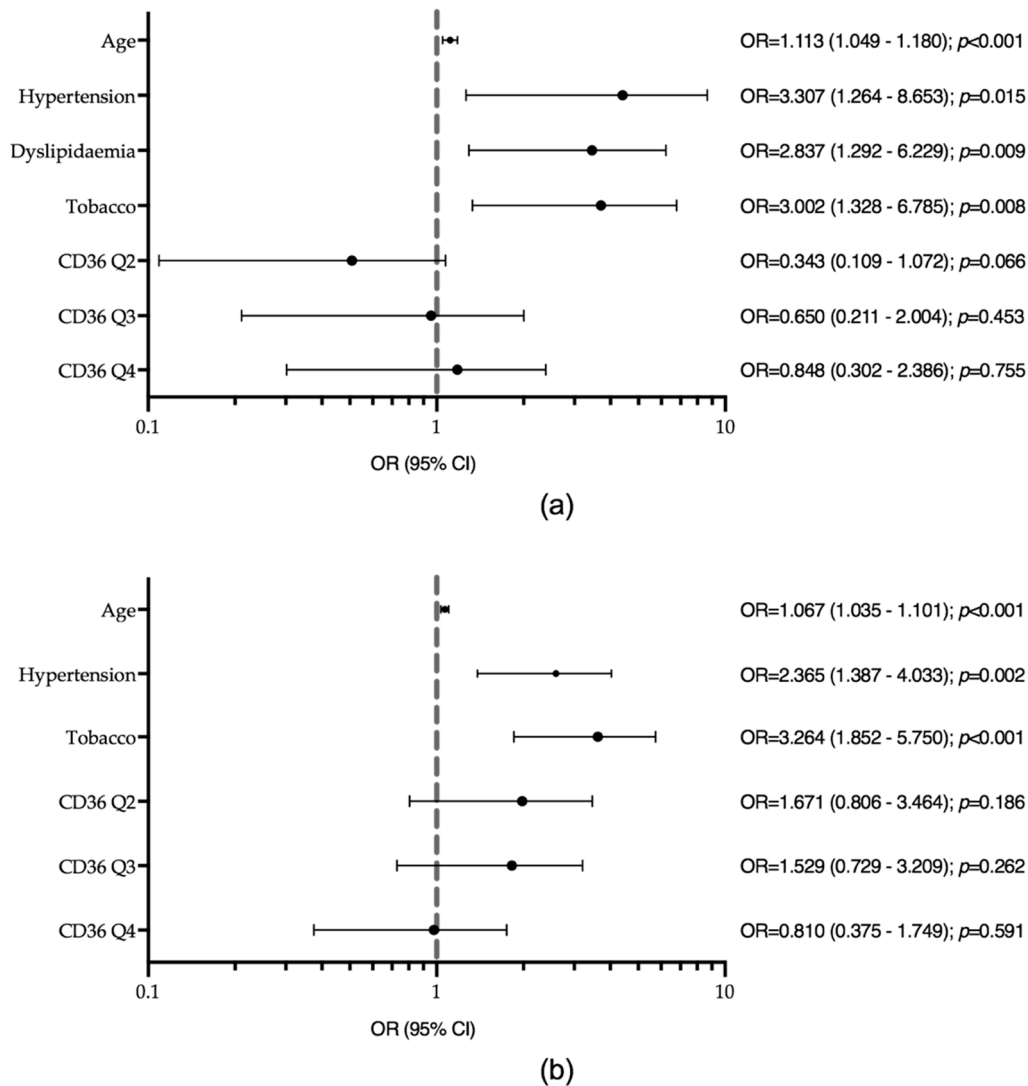 Age OR=1.113 (1.049 - 1.180); p<0.001
Hypertension OR=3.307 (1.264 - 8.653); p=0.015
Dyslipidaemia OR=2.837 (1.292 - 6.229); p=0.009
Tobacco OR=3.002 (1.328 - 6.785); p=0.008
CD36 Q2 OR=0.343 (0.109 - 1.072); p=0.066
CD36 Q3 OR=0.650 (0.211 - 2.004); p=0.453
CD36 Q4 OR=0.848 (0.302 - 2.386); p=0.755
0.1 1 10
OR (95% CI)
(a)
Age OR=1.067 (1.035 - 1.101); p<0.001
Hypertension OR=2.365 (1.387 - 4.033); p=0.002
Tobacco OR=3.264 (1.852 - 5.750); p<0.001
CD36 Q2 OR=1.671 (0.806 - 3.464); p=0.186
CD36 Q3 OR=1.529 (0.729 - 3.209); p=0.262
CD36 Q4 OR=0.810 (0.375 - 1.749); p=0.591
0.1 1 10
OR (95% CI)
(b)